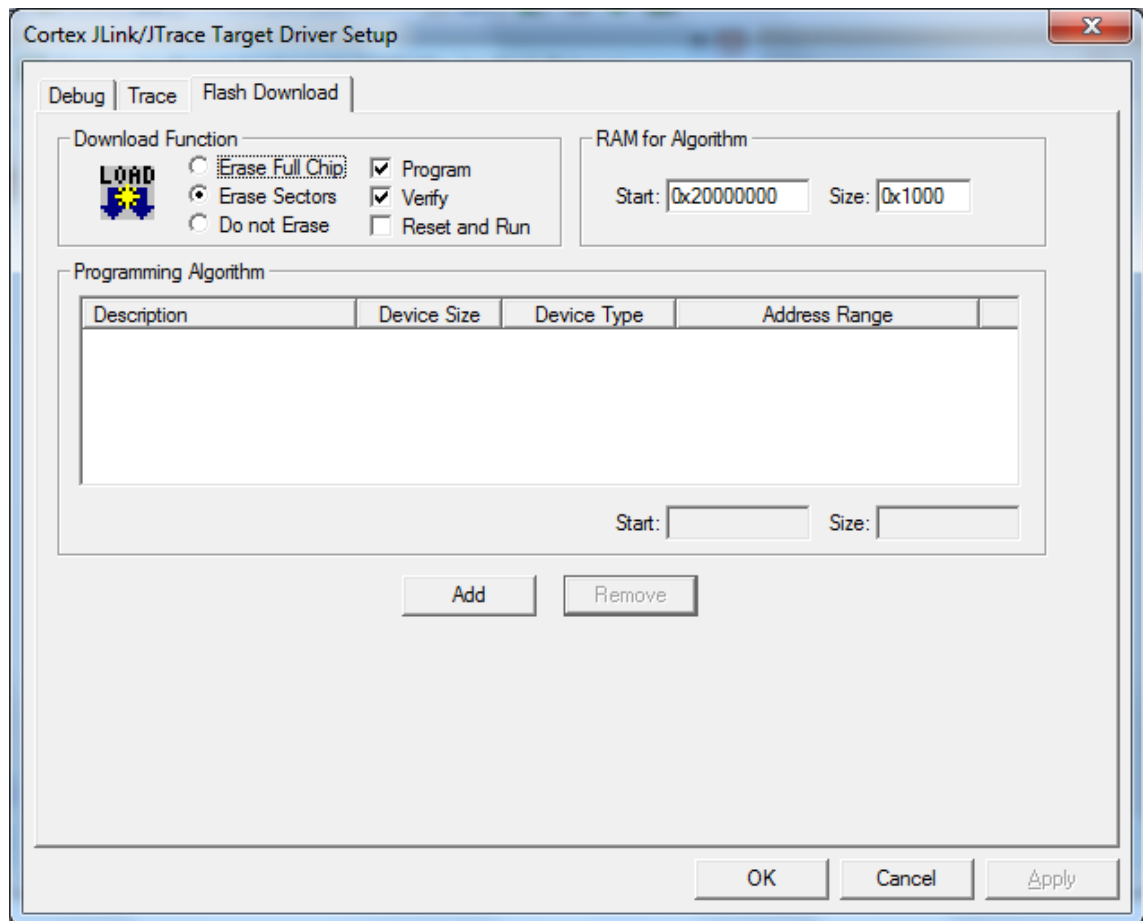 Cortex JLink/JTrace Target Driver Setup
Debug Trace Flash Download
Download Function
LOAD
Erase Full Chip
Erase Sectors
Do not Erase
Program
Verify
Reset and Run
RAM for Algorithm
Start: 0x20000000 Size: 0x1000
Programming Algorithm
Description Device Size Device Type Address Range
Start: Size:
Add Remove
OK Cancel Apply